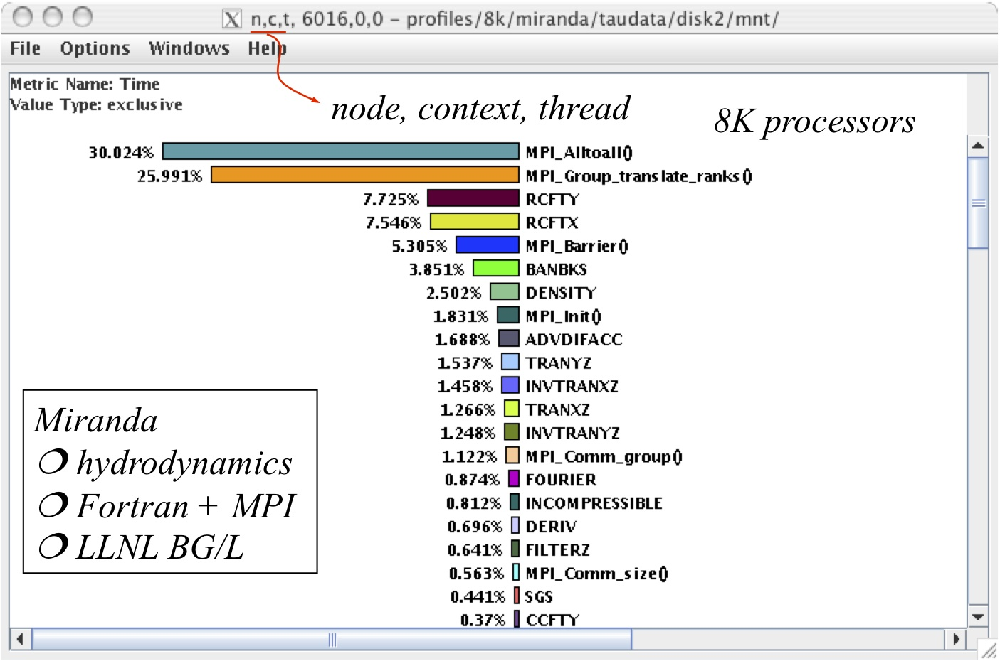 X n,c,t, 6016,0,0 – profiles/8k/miranda/taudata/disk2/mnt/
File Options Windows Help
Metric Name: Time
Value Type: exclusive
node, context, thread
8K processors
30.024% MPI_Alltoall()
25.991% MPI_Group_translate_ranks()
7.725% RCFTY
7.546% RCFTX
5.305% MPI_Barrier()
3.851% BANBKS
2.502% DENSITY
1.831% MPI_Init()
1.688% ADVDIFACC
1.537% TRANYZ
1.458% INVTRANXZ
1.266% TRANXZ
1.248% INVTRANYZ
1.122% MPI_Comm_group()
0.874% FOURIER
0.812% INCOMPRESSIBLE
0.696% DERIV
0.641% FILTERZ
0.563% MPI_Comm_size()
0.441% SGS
0.37% CCFTY
Miranda
❍ hydrodynamics
❍ Fortran + MPI
❍ LLNL BG/L